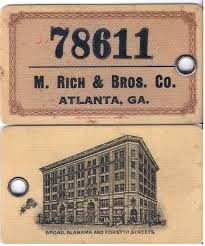 78611
M. RICH & BROS. CO.
ATLANTA, GA.
BROAD, ALABAMA AND FORSYTH STREETS